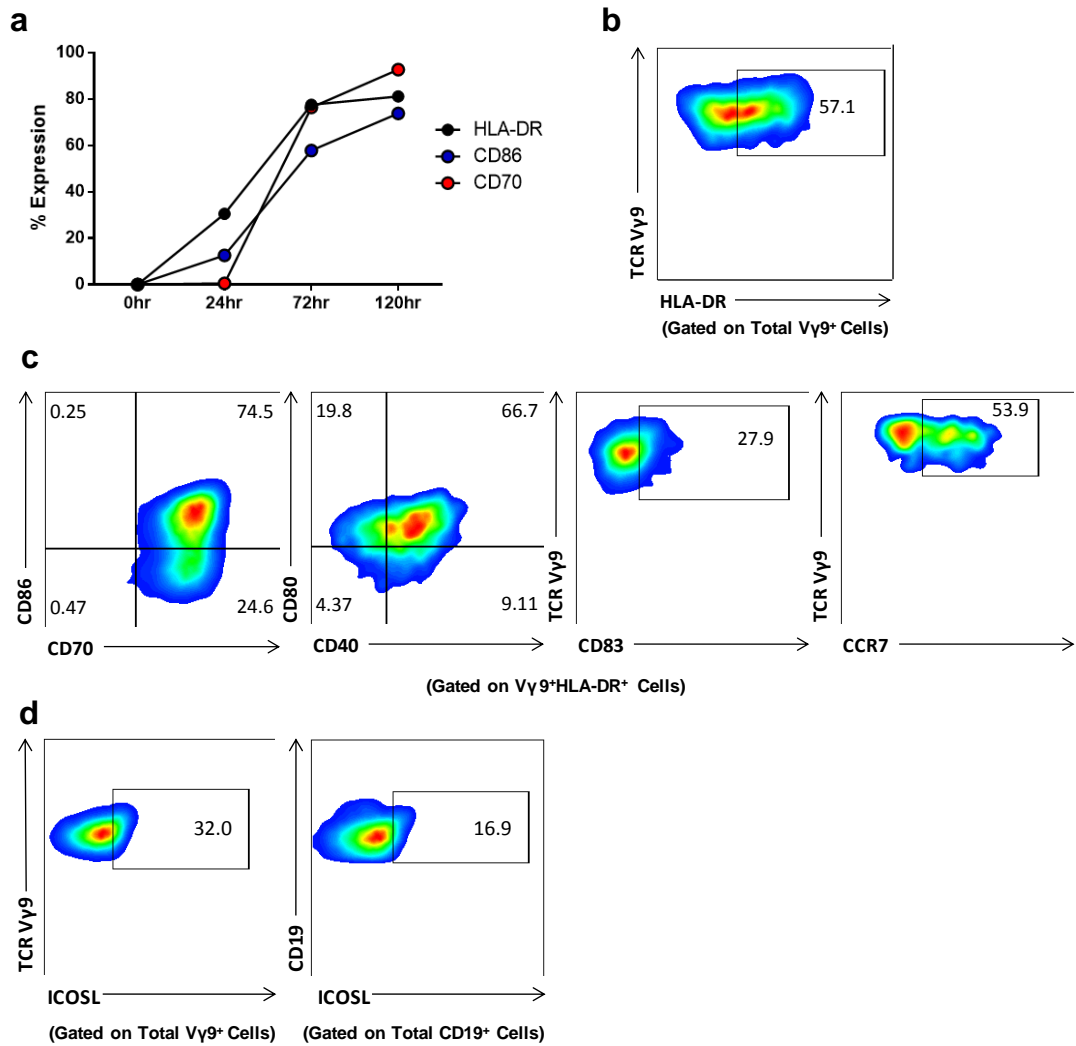 a
100
80
60
40
20
0
% Expression
0hr 24hr 72hr 120hr
HLA-DR
CD86
CD70
b
57.1
TCR Vγ9
HLA-DR
(Gated on Total Vγ9⁺ Cells)
c
0.25 74.5
0.47 24.6
CD86
CD70
19.8 66.7
4.37 9.11
CD80
CD40
27.9
TCR Vγ9
CD83
53.9
TCR Vγ9
CCR7
(Gated on Vγ9⁺HLA-DR⁺ Cells)
d
32.0
TCR Vγ9
ICOSL
(Gated on Total Vγ9⁺ Cells)
16.9
CD19
ICOSL
(Gated on Total CD19⁺ Cells)